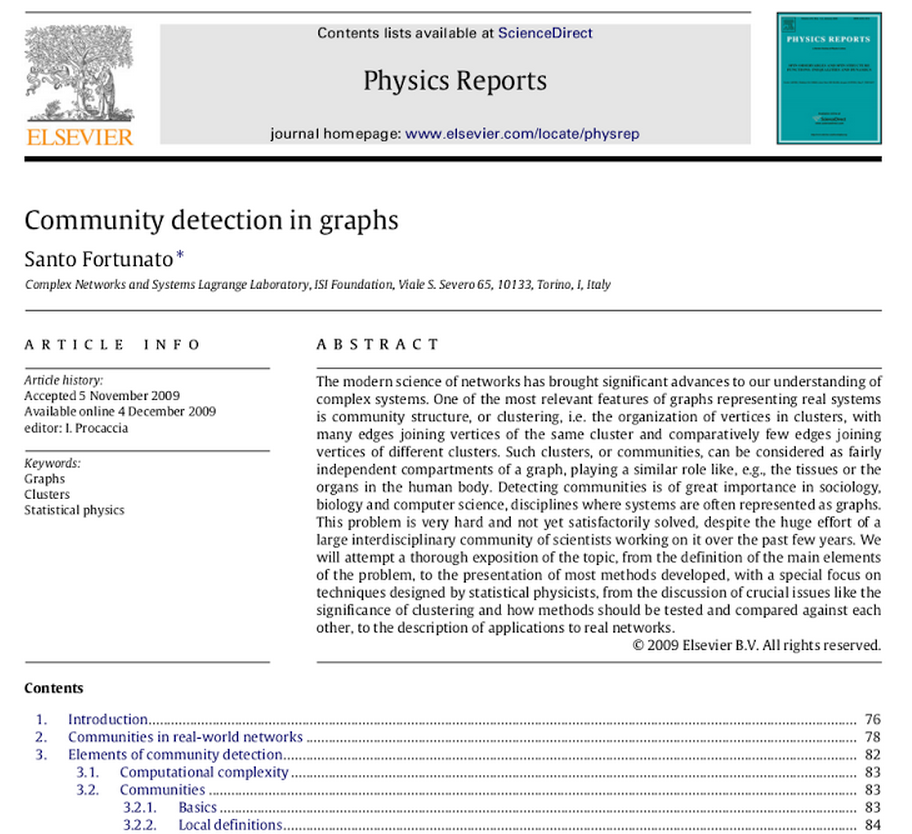 Contents lists available at ScienceDirect
Physics Reports
journal homepage: www.elsevier.com/locate/physrep
ELSEVIER
PHYSICS REPORTS
Community detection in graphs
Santo Fortunato*
Complex Networks and Systems Lagrange Laboratory, ISI Foundation, Viale S. Severo 65, 10133, Torino, I, Italy
ARTICLE INFO
Article history:
Accepted 5 November 2009
Available online 4 December 2009
editor: I. Procaccia
Keywords:
Graphs
Clusters
Statistical physics
ABSTRACT
The modern science of networks has brought significant advances to our understanding of
complex systems. One of the most relevant features of graphs representing real systems
is community structure, or clustering, i.e. the organization of vertices in clusters, with
many edges joining vertices of the same cluster and comparatively few edges joining
vertices of different clusters. Such clusters, or communities, can be considered as fairly
independent compartments of a graph, playing a similar role like, e.g., the tissues or the
organs in the human body. Detecting communities is of great importance in sociology,
biology and computer science, disciplines where systems are often represented as graphs.
This problem is very hard and not yet satisfactorily solved, despite the huge effort of a
large interdisciplinary community of scientists working on it over the past few years. We
will attempt a thorough exposition of the topic, from the definition of the main elements
of the problem, to the presentation of most methods developed, with a special focus on
techniques designed by statistical physicists, from the discussion of crucial issues like the
significance of clustering and how methods should be tested and compared against each
other, to the description of applications to real networks.
© 2009 Elsevier B.V. All rights reserved.
Contents
1. Introduction 76
2. Communities in real-world networks 78
3. Elements of community detection 82
3.1. Computational complexity 83
3.2. Communities 83
3.2.1. Basics 83
3.2.2. Local definitions 84